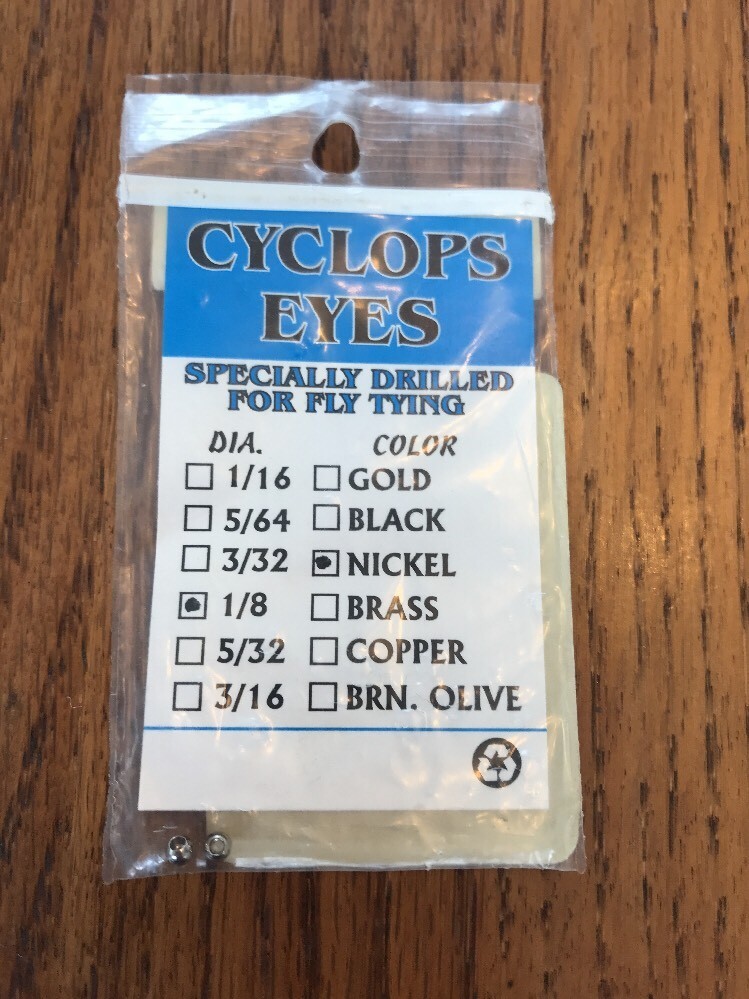 CYCLOPS
EYES
SPECIALLY DRILLED
FOR FLY TYING
DIA. COLOR
1/16 GOLD
5/64 BLACK
3/32 NICKEL
1/8 BRASS
5/32 COPPER
3/16 BRN. OLIVE